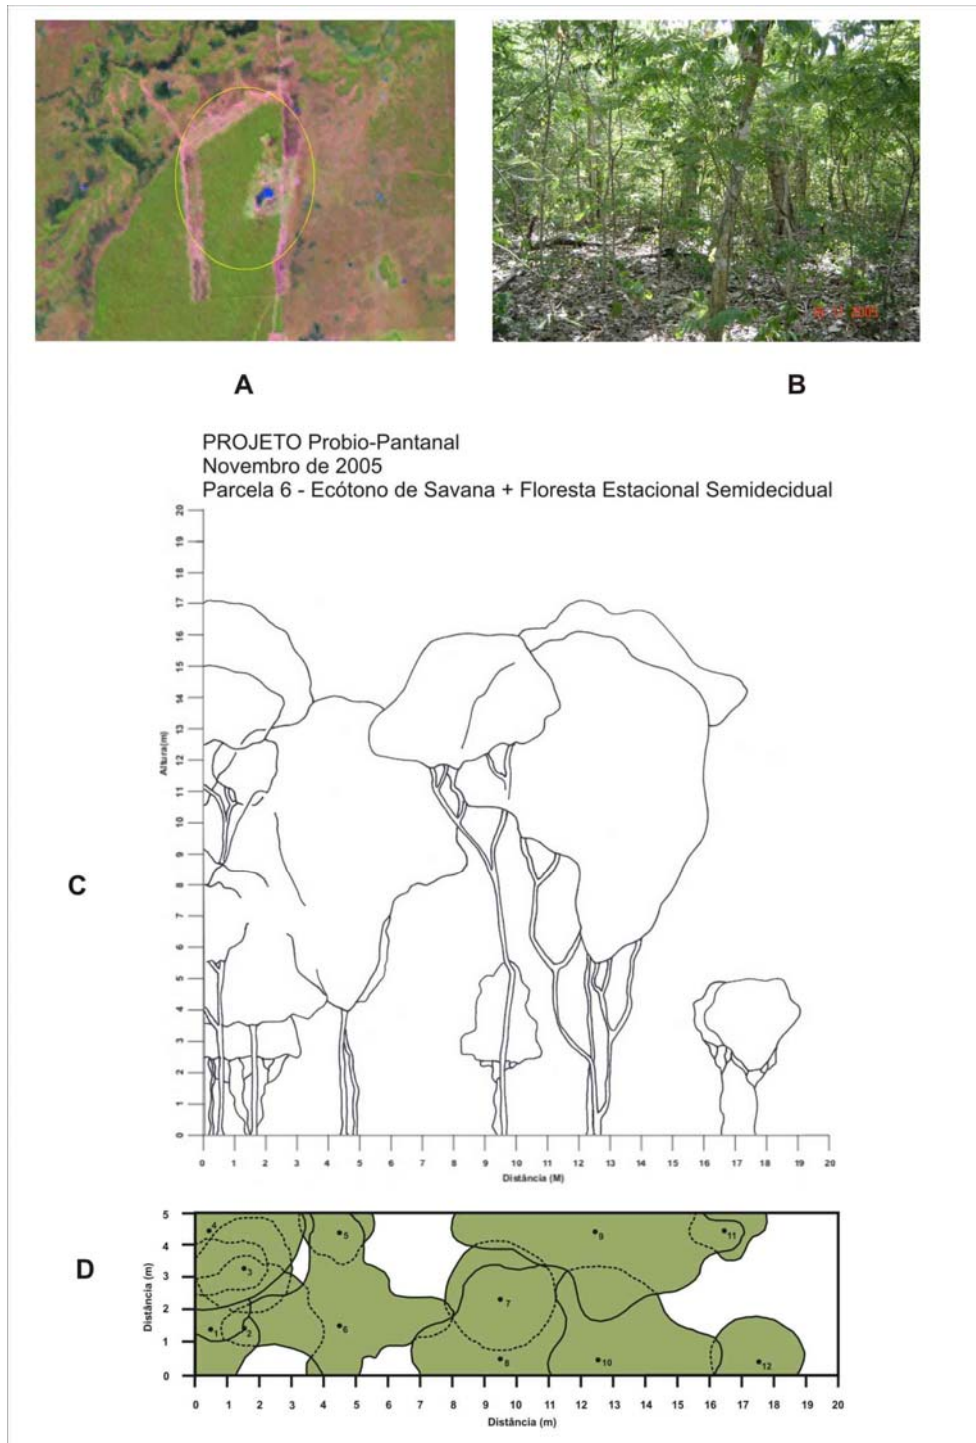 A
B
PROJETO Probio-Pantanal
Novembro de 2005
Parcela 6 - Ecótono de Savana + Floresta Estacional Semidecidual
Altura(m)
20
19
18
17
16
15
14
13
12
11
10
9
8
7
6
5
4
3
2
1
0
C
0 1 2 3 4 5 6 7 8 9 10 11 12 13 14 15 16 17 18 19 20
Distância (M)
D
Distância (m)
5
4
3
2
1
0
4 5 9 11
3
7
1 2 6
8 10 12
0 1 2 3 4 5 6 7 8 9 10 11 12 13 14 15 16 17 18 19 20
Distância (m)